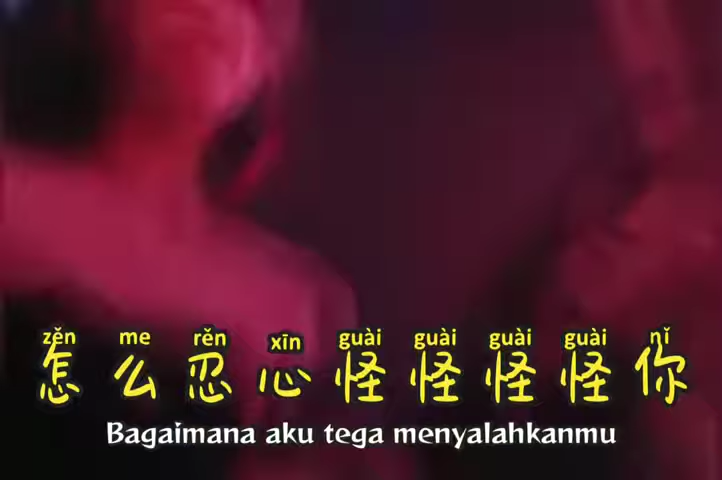 zěn me rěn xīn guài guài guài guài nǐ
怎么忍心怪怪怪怪你
Bagaimana aku tega menyalahkanmu